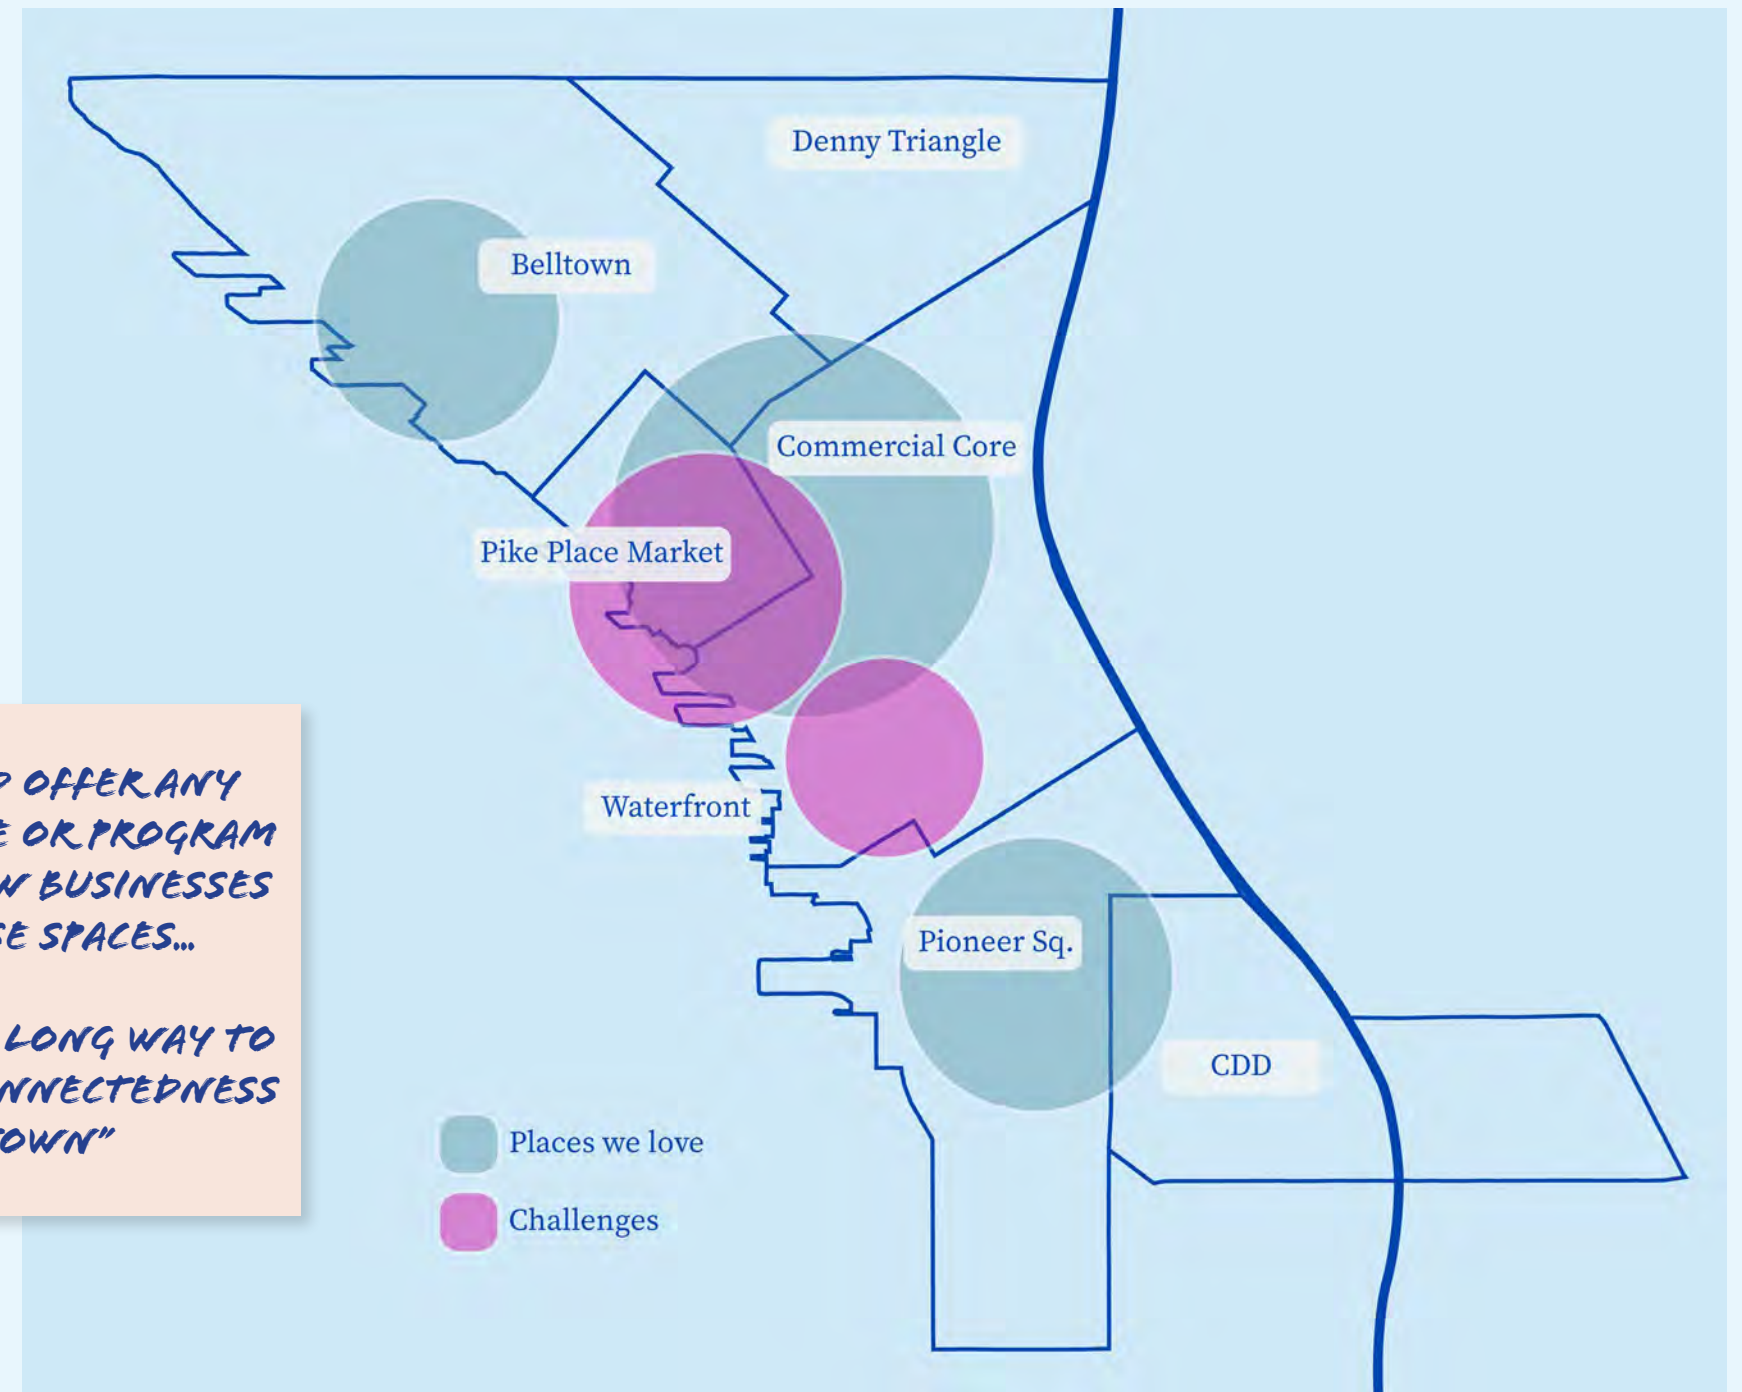 Denny Triangle
Belltown
Commercial Core
Pike Place Market
Waterfront
Pioneer Sq.
CDD
OFFER ANY
OR PROGRAM
BUSINESSES
SPACES...
LONG WAY TO
Places we love
Challenges